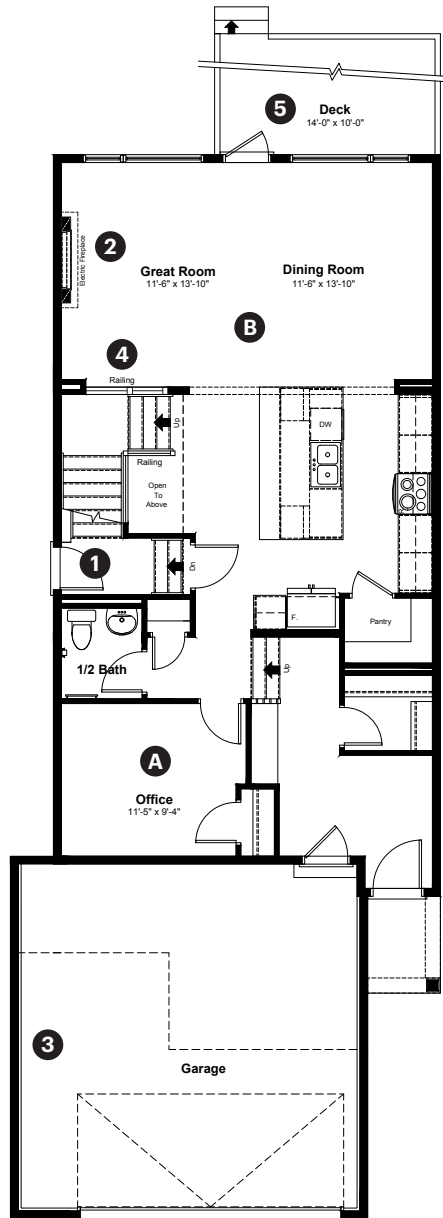 5
Deck
14'-0" x 10'-0"
2
Electric Fireplace
Great Room
11'-6" x 13'-10"
Dining Room
11'-6" x 13'-10"
B
4
Railing
Up
DW
Railing
Open
To
Above
1
Dn
F.
Pantry
1/2 Bath
Up
A
Office
11'-5" x 9'-4"
3
Garage